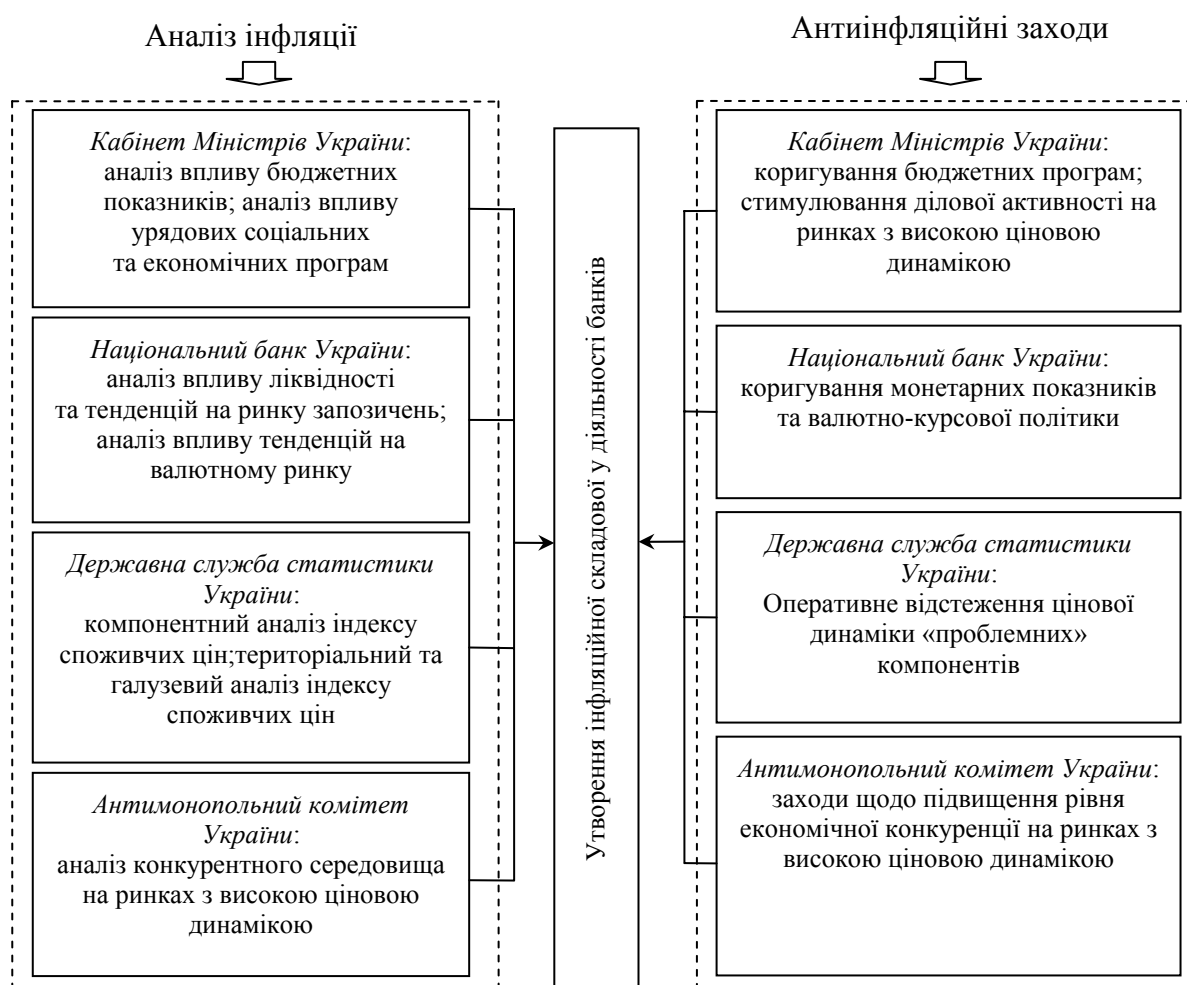 Аналіз інфляції
Кабінет Міністрів України:
аналіз впливу бюджетних
показників; аналіз впливу
урядових соціальних
та економічних програм
Національний банк України:
аналіз впливу ліквідності
та тенденцій на ринку запозичень;
аналіз впливу тенденцій на
валютному ринку
Державна служба статистики
України:
компонентний аналіз індексу
споживчих цін;територіальний та
галузевий аналіз індексу
споживчих цін
Антимонопольний комітет
України:
аналіз конкурентного середовища
на ринках з високою ціновою
динамікою
Утворення інфляційної складової у діяльності банків
Антиінфляційні заходи
Кабінет Міністрів України:
коригування бюджетних програм;
стимулювання ділової активності на
ринках з високою ціновою
динамікою
Національний банк України:
коригування монетарних показників
та валютно-курсової політики
Державна служба статистики
України:
Оперативне відстеження цінової
динаміки «проблемних»
компонентів
Антимонопольний комітет України:
заходи щодо підвищення рівня
економічної конкуренції на ринках з
високою ціновою динамікою